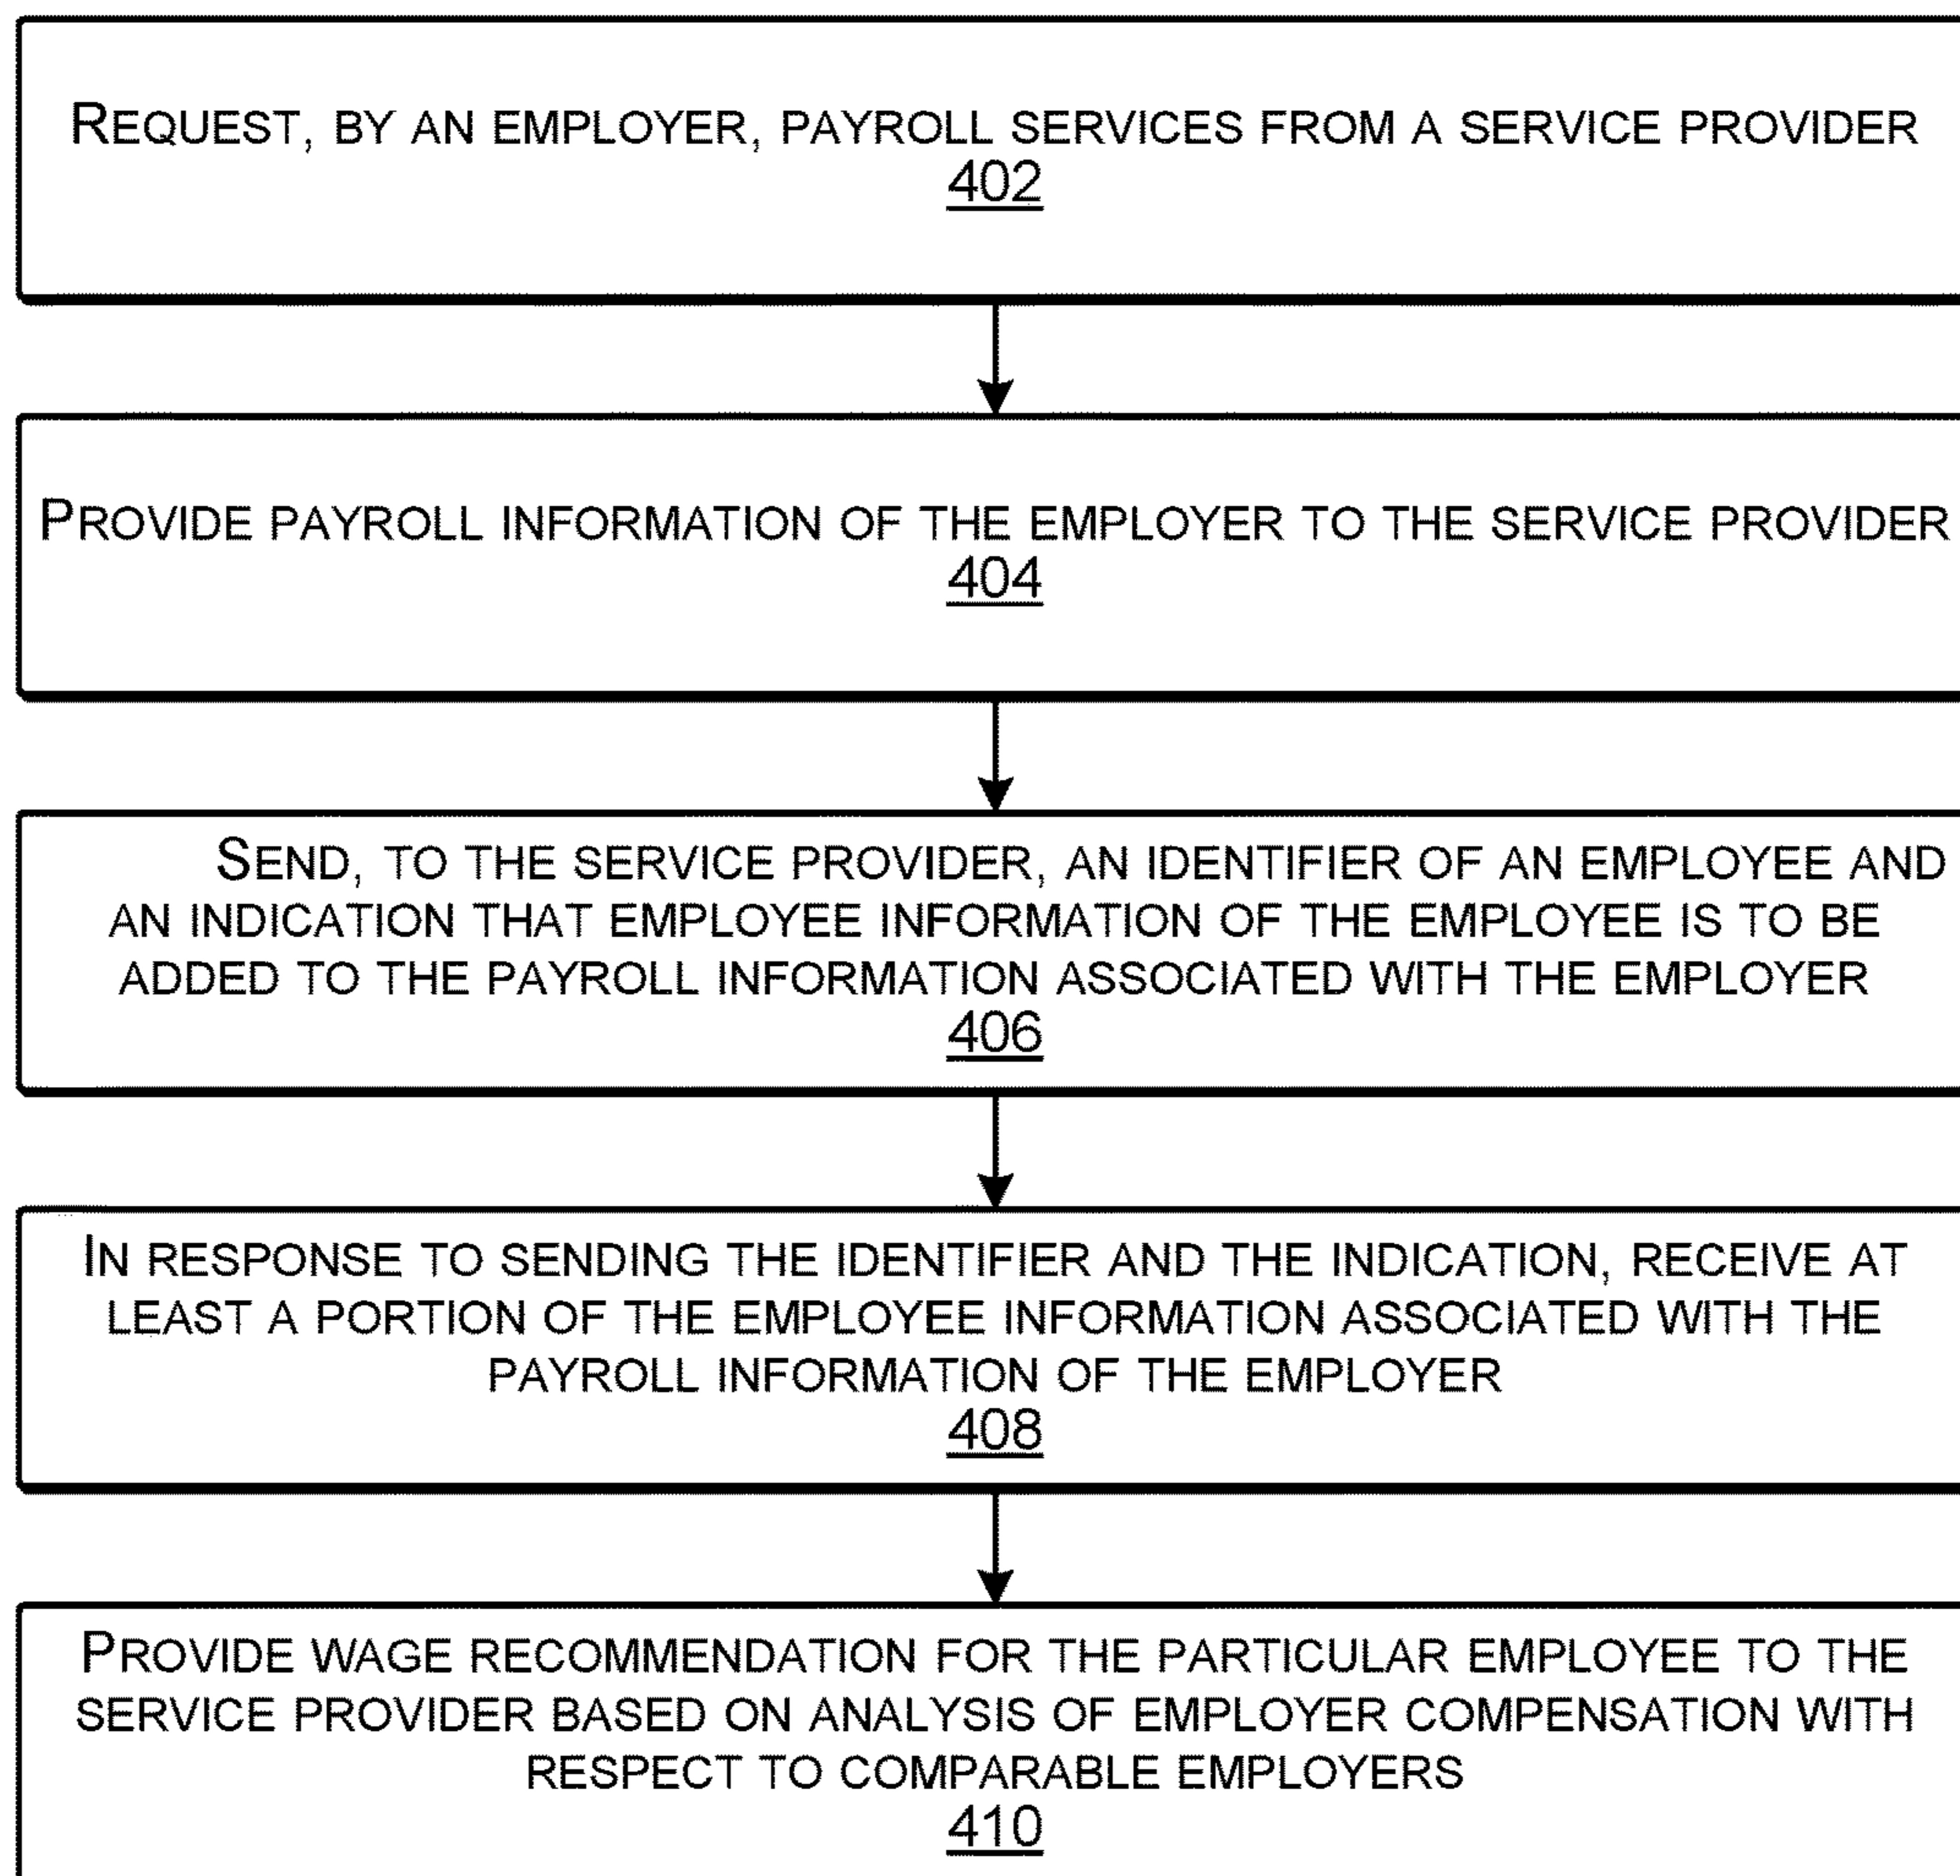 REQUEST, BY AN EMPLOYER, PAYROLL SERVICES FROM A SERVICE PROVIDER
402
PROVIDE PAYROLL INFORMATION OF THE EMPLOYER TO THE SERVICE PROVIDER
404
SEND, TO THE SERVICE PROVIDER, AN IDENTIFIER OF AN EMPLOYEE AND
AN INDICATION THAT EMPLOYEE INFORMATION OF THE EMPLOYEE IS TO BE
ADDED TO THE PAYROLL INFORMATION ASSOCIATED WITH THE EMPLOYER
406
IN RESPONSE TO SENDING THE IDENTIFIER AND THE INDICATION, RECEIVE AT
LEAST A PORTION OF THE EMPLOYEE INFORMATION ASSOCIATED WITH THE
PAYROLL INFORMATION OF THE EMPLOYER
408
PROVIDE WAGE RECOMMENDATION FOR THE PARTICULAR EMPLOYEE TO THE
SERVICE PROVIDER BASED ON ANALYSIS OF EMPLOYER COMPENSATION WITH
RESPECT TO COMPARABLE EMPLOYERS
410